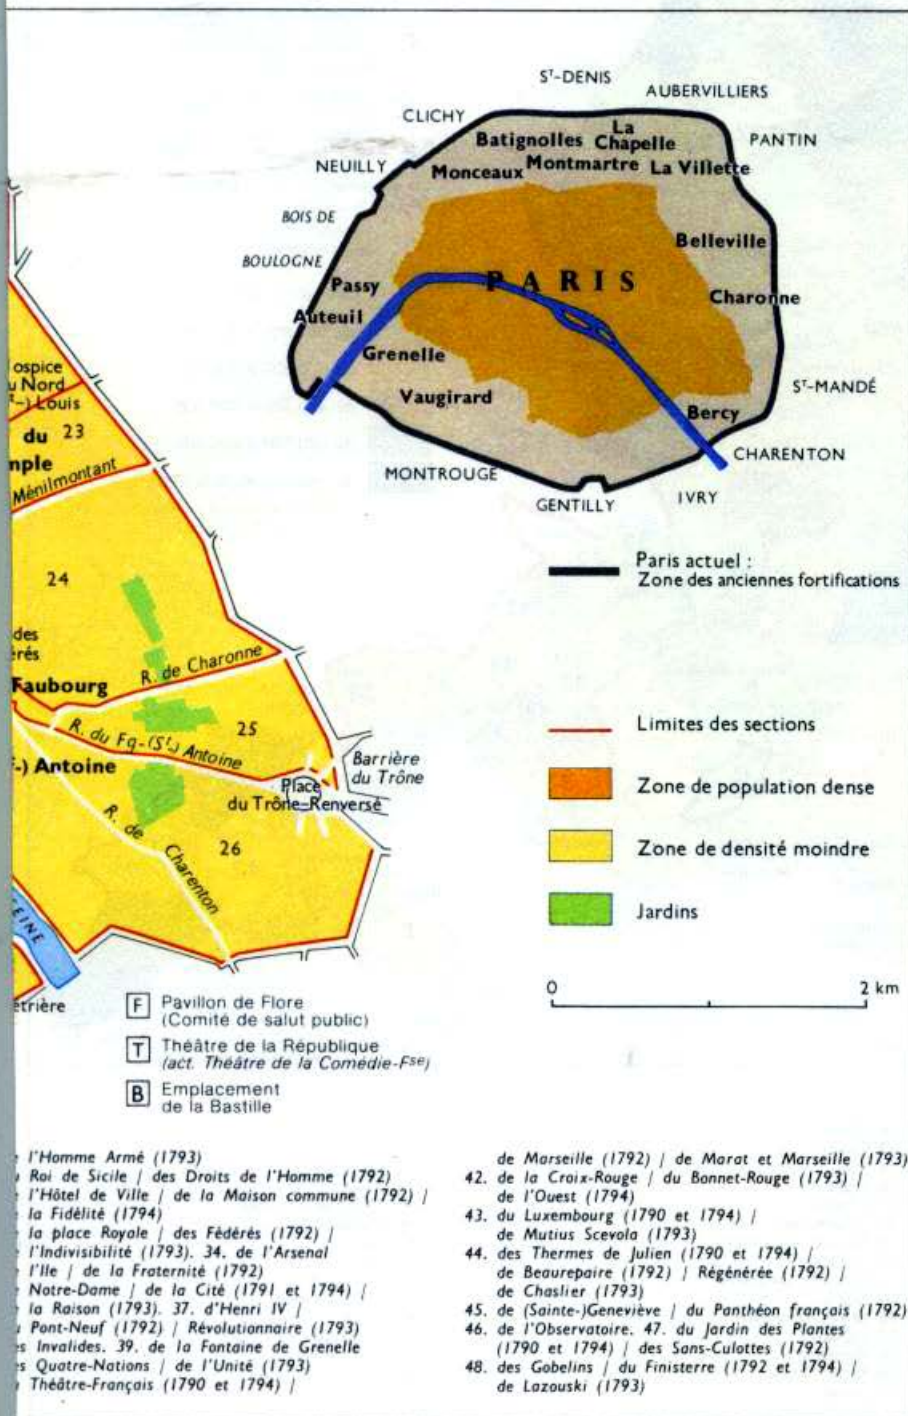 Sᵀ-DENIS
AUBERVILLIERS
CLICHY
PANTIN
NEUILLY
BOIS DE
BOULOGNE
Batignolles
La
Chapelle
Monceaux
Montmartre
La Villette
Belleville
PARIS
Passy
Charonne
Auteuil
Grenelle
Vaugirard
Bercy
Sᵀ-MANDÉ
CHARENTON
MONTROUGE
GENTILLY
IVRY
Paris actuel :
Zone des anciennes fortifications
ospice
u Nord
Louis
23
du
mple
Ménilmontant
24
des
érés
Faubourg
R. de Charonne
25
R. du Fg-(Sᵗ-) Antoine
-) Antoine
Barrière
du Trône
Place
du Trône-Renversé
R. de Charenton
26
EINE
étrière
Limites des sections
Zone de population dense
Zone de densité moindre
Jardins
0 2 km
F Pavillon de Flore
(Comité de salut public)
T Théâtre de la République
(act. Théâtre de la Comédie-Fse)
B Emplacement
de la Bastille
l'Homme Armé (1793)
Roi de Sicile / des Droits de l'Homme (1792)
l'Hôtel de Ville / de la Maison commune (1792) /
la Fidélité (1794)
la place Royale / des Fédérés (1792) /
l'Indivisibilité (1793). 34. de l'Arsenal
l'Ile / de la Fraternité (1792)
Notre-Dame / de la Cité (1791 et 1794) /
la Raison (1793). 37. d'Henri IV /
Pont-Neuf (1792) / Révolutionnaire (1793)
es Invalides. 39. de la Fontaine de Grenelle
es Quatre-Nations / de l'Unité (1793)
Théâtre-Français (1790 et 1794) /
de Marseille (1792) / de Marat et Marseille (1793)
42. de la Croix-Rouge / du Bonnet-Rouge (1793) /
de l'Ouest (1794)
43. du Luxembourg (1790 et 1794) /
de Mutius Scevola (1793)
44. des Thermes de Julien (1790 et 1794) /
de Beaurepaire (1792) / Régénérée (1792) /
de Chaslier (1793)
45. de (Sainte-)Geneviève / du Panthéon français (1792)
46. de l'Observatoire. 47. du Jardin des Plantes
(1790 et 1794) / des Sans-Culottes (1792)
48. des Gobelins / du Finisterre (1792 et 1794) /
de Lazouski (1793)